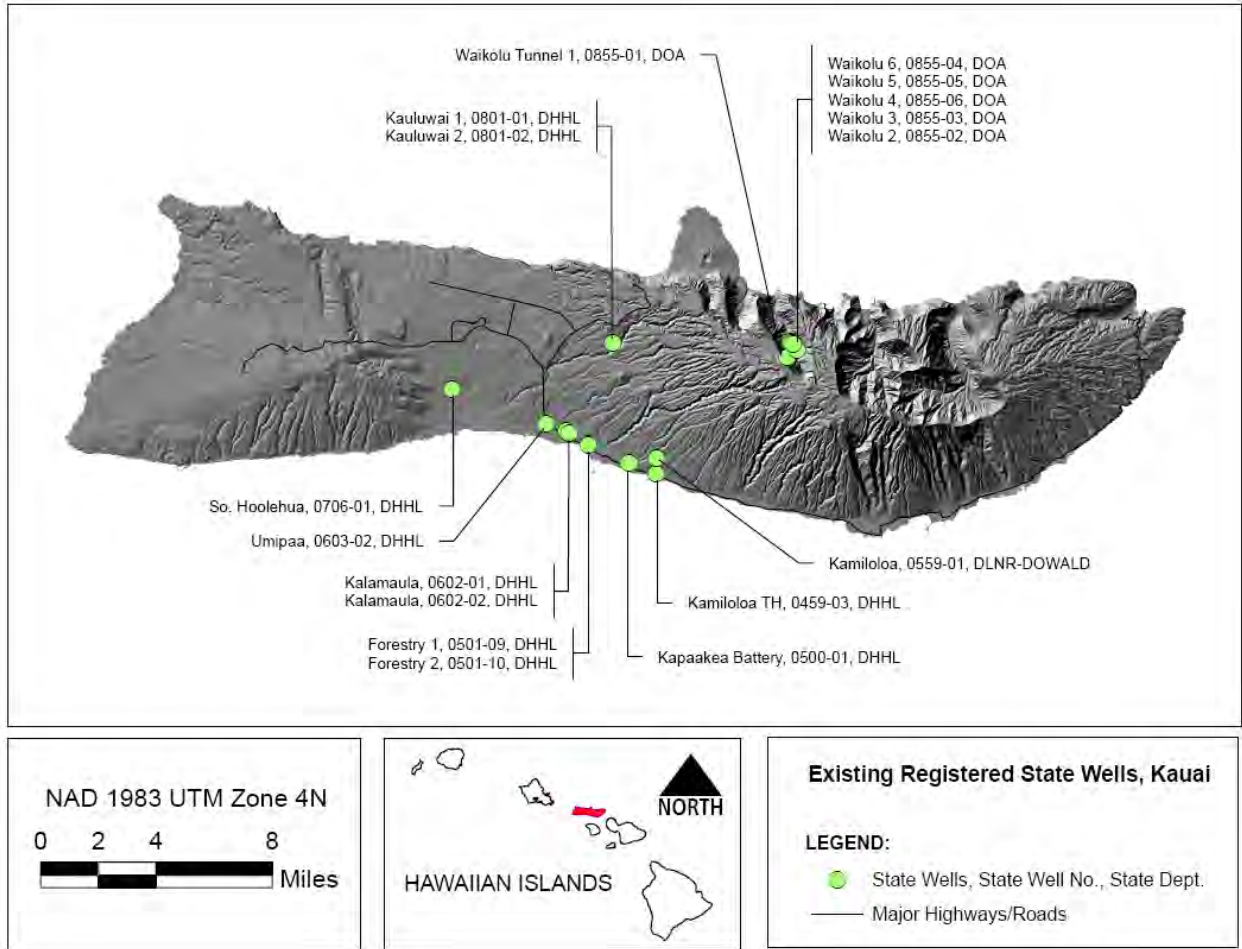 Waikolu Tunnel 1, 0855-01, DOA
Waikolu 6, 0855-04, DOA
Waikolu 5, 0855-05, DOA
Waikolu 4, 0855-06, DOA
Waikolu 3, 0855-03, DOA
Waikolu 2, 0855-02, DOA
Kauluwai 1, 0801-01, DHHL
Kauluwai 2, 0801-02, DHHL
So. Hoolehua, 0706-01, DHHL
Umipaa, 0603-02, DHHL
Kalamaula, 0602-01, DHHL
Kalamaula, 0602-02, DHHL
Forestry 1, 0501-09, DHHL
Forestry 2, 0501-10, DHHL
Kamiloloa, 0559-01, DLNR-DOWALD
Kamiloloa TH, 0459-03, DHHL
Kapaakea Battery, 0500-01, DHHL
NAD 1983 UTM Zone 4N
0 2 4 8
Miles
NORTH
HAWAIIAN ISLANDS
Existing Registered State Wells, Kauai
LEGEND:
State Wells, State Well No., State Dept.
Major Highways/Roads